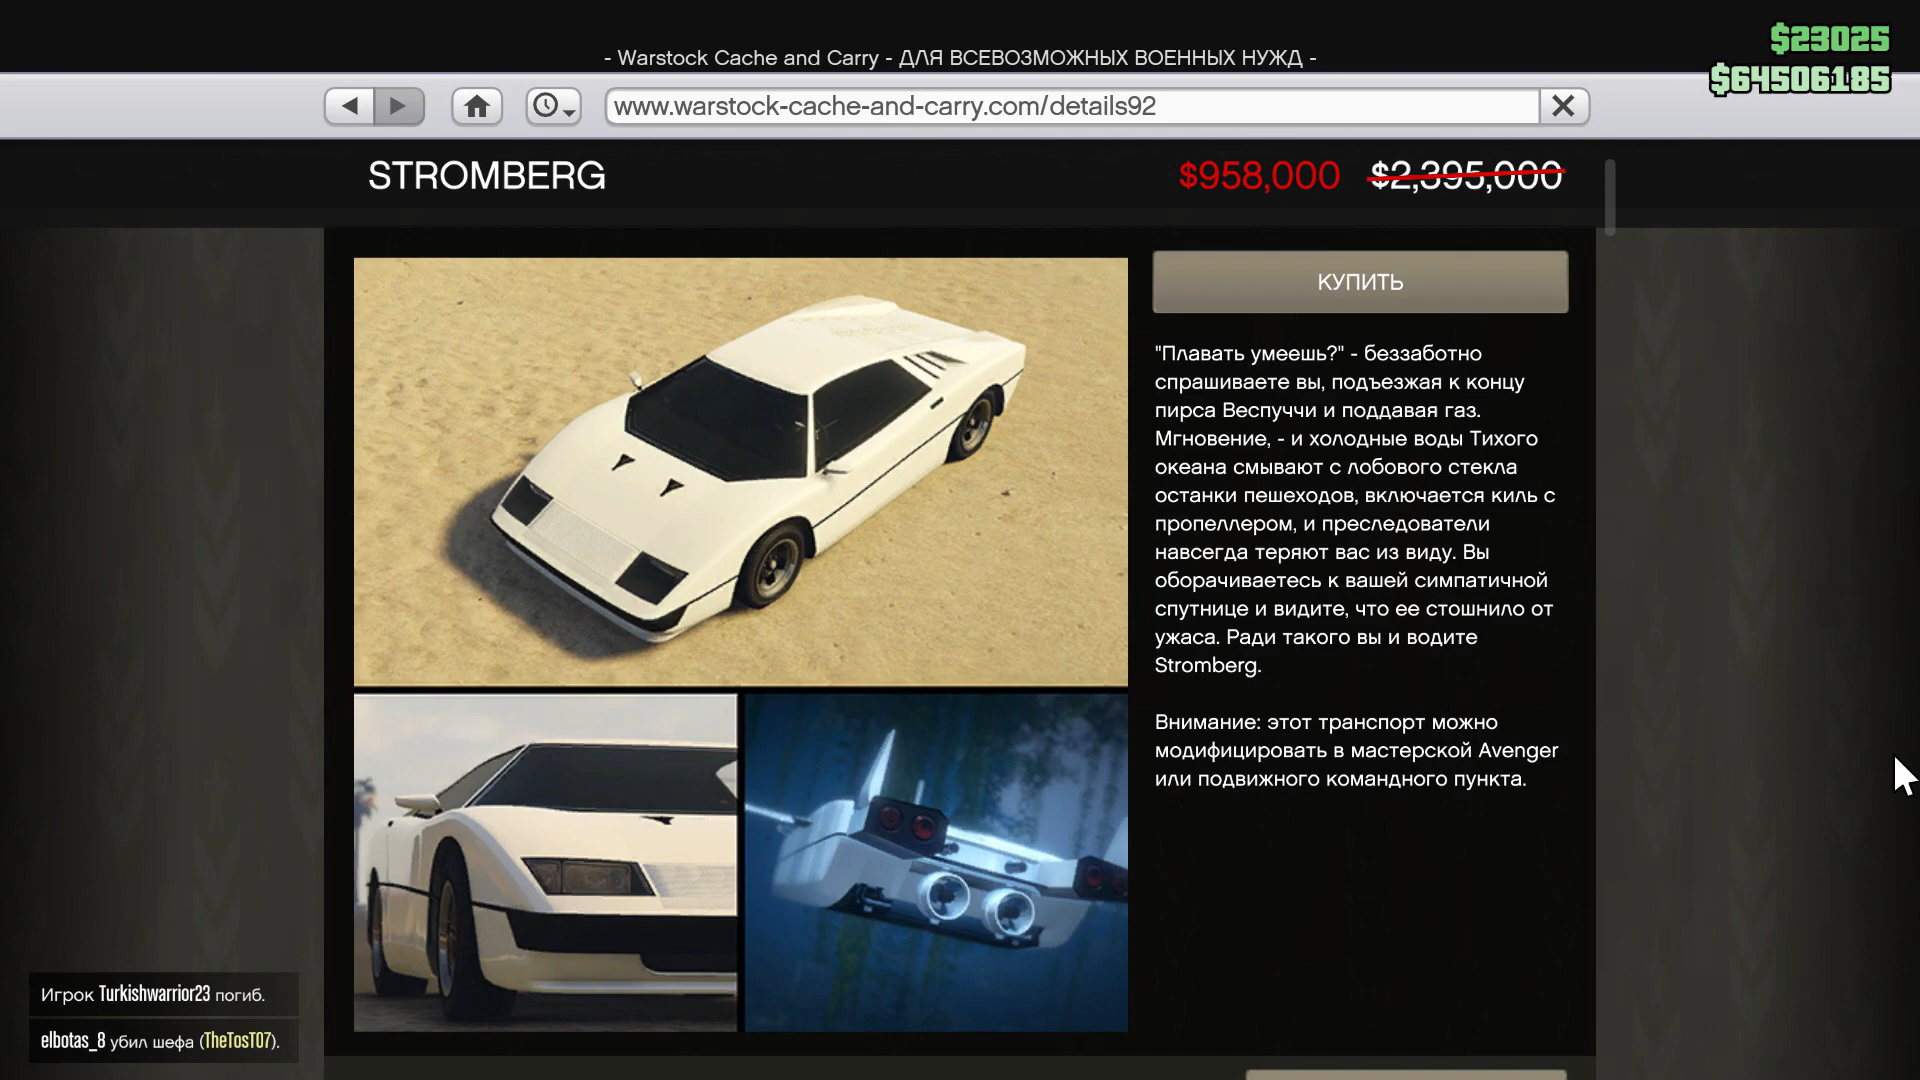 - Warstock Cache and Carry - ДЛЯ ВСЕВОЗМОЖНЫХ ВОЕННЫХ НУЖД -
$23025
$64506185
www.warstock-cache-and-carry.com/details92
STROMBERG
$958,000 $2,395,000
КУПИТЬ
"Плавать умеешь?" - беззаботно
спрашиваете вы, подъезжая к концу
пирса Веспуччи и поддавая газ.
Мгновение, - и холодные воды Тихого
океана смывают с лобового стекла
останки пешеходов, включается киль с
пропеллером, и преследователи
навсегда теряют вас из виду. Вы
оборачиваетесь к вашей симпатичной
спутнице и видите, что ее стошнило от
ужаса. Ради такого вы и водите
Stromberg.
Внимание: этот транспорт можно
модифицировать в мастерской Avenger
или подвижного командного пункта.
Игрок Turkishwarrior23 погиб.
elbotas_8 убил шефа (TheTosT07).